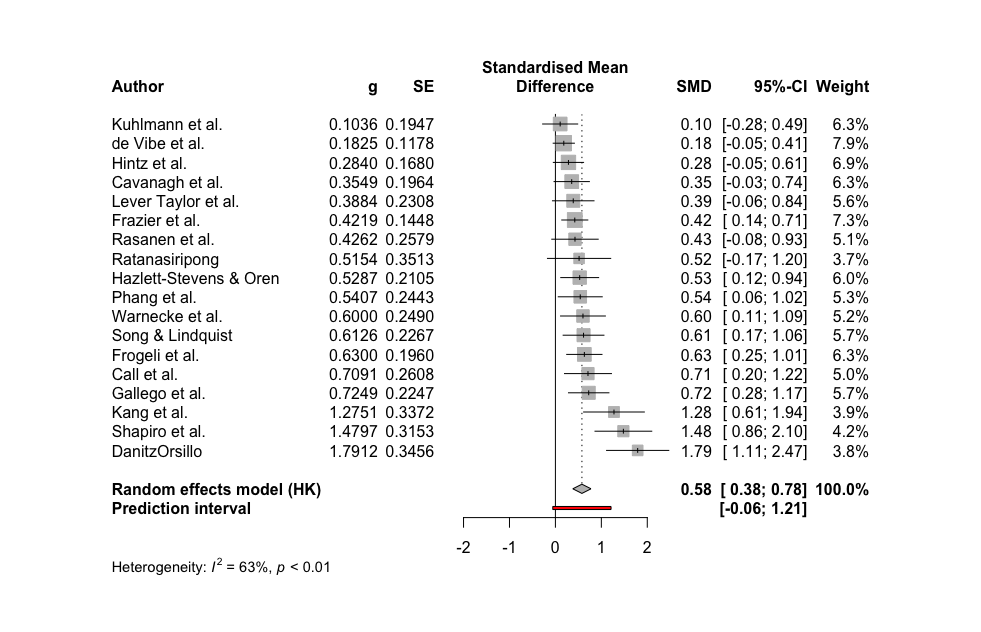 Standardised Mean
Author g SE Difference SMD 95%-CI Weight
Kuhlmann et al. 0.1036 0.1947 0.10 [-0.28; 0.49] 6.3%
de Vibe et al. 0.1825 0.1178 0.18 [-0.05; 0.41] 7.9%
Hintz et al. 0.2840 0.1680 0.28 [-0.05; 0.61] 6.9%
Cavanagh et al. 0.3549 0.1964 0.35 [-0.03; 0.74] 6.3%
Lever Taylor et al. 0.3884 0.2308 0.39 [-0.06; 0.84] 5.6%
Frazier et al. 0.4219 0.1448 0.42 [ 0.14; 0.71] 7.3%
Rasanen et al. 0.4262 0.2579 0.43 [-0.08; 0.93] 5.1%
Ratanasiripong 0.5154 0.3513 0.52 [-0.17; 1.20] 3.7%
Hazlett-Stevens & Oren 0.5287 0.2105 0.53 [ 0.12; 0.94] 6.0%
Phang et al. 0.5407 0.2443 0.54 [ 0.06; 1.02] 5.3%
Warnecke et al. 0.6000 0.2490 0.60 [ 0.11; 1.09] 5.2%
Song & Lindquist 0.6126 0.2267 0.61 [ 0.17; 1.06] 5.7%
Frogeli et al. 0.6300 0.1960 0.63 [ 0.25; 1.01] 6.3%
Call et al. 0.7091 0.2608 0.71 [ 0.20; 1.22] 5.0%
Gallego et al. 0.7249 0.2247 0.72 [ 0.28; 1.17] 5.7%
Kang et al. 1.2751 0.3372 1.28 [ 0.61; 1.94] 3.9%
Shapiro et al. 1.4797 0.3153 1.48 [ 0.86; 2.10] 4.2%
DanitzOrsillo 1.7912 0.3456 1.79 [ 1.11; 2.47] 3.8%
Random effects model (HK) 0.58 [ 0.38; 0.78] 100.0%
Prediction interval [-0.06; 1.21]
-2 -1 0 1 2
Heterogeneity: I² = 63%, p < 0.01